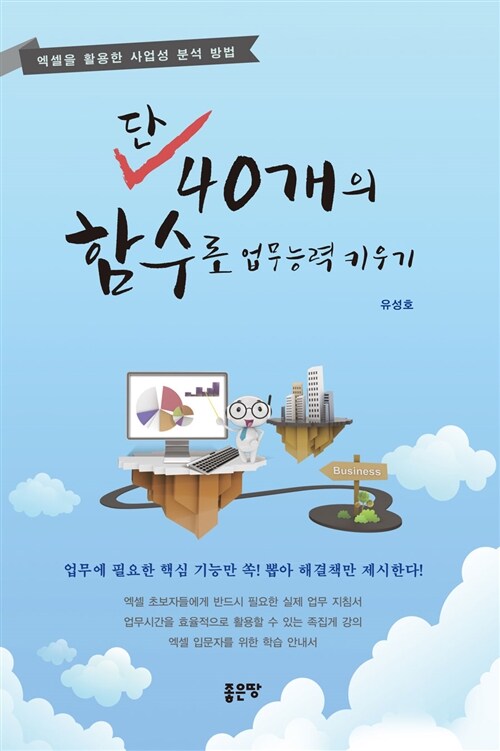 엑셀을 활용한 사업성 분석 방법
단
40개의
함수로 업무능력 키우기
유성호
Business
업무에 필요한 핵심 기능만 쏙! 뽑아 해결책만 제시한다!
엑셀 초보자들에게 반드시 필요한 실제 업무 지침서
업무시간을 효율적으로 활용할 수 있는 족집게 강의
엑셀 입문자를 위한 학습 안내서
좋은땅